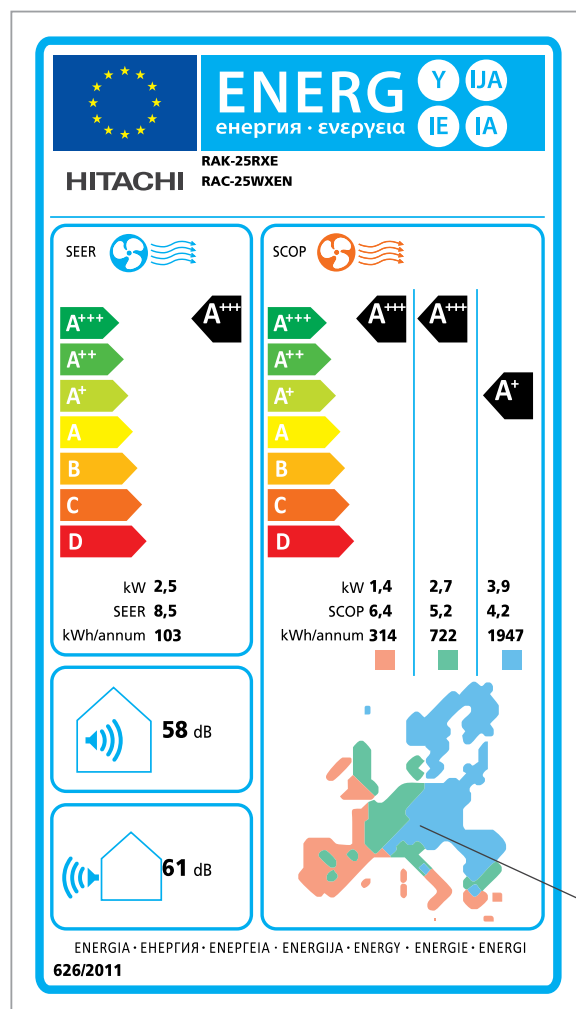 ENERG Y IJA
енергия · ενεργεια IE IA
HITACHI
RAK-25RXE
RAC-25WXEN
SEER
A+++
A+++
A++
A+
A
B
C
D
kW 2,5
SEER 8,5
kWh/annum 103
SCOP
A+++ A+++
A+
A+++
A++
A+
A
B
C
D
kW 1,4 2,7 3,9
SCOP 6,4 5,2 4,2
kWh/annum 314 722 1947
58 dB
61 dB
ENERGIA · ЕНЕРГИЯ · ΕΝΕΡΓΕΙΑ · ENERGIJA · ENERGY · ENERGIE · ENERGI
626/2011